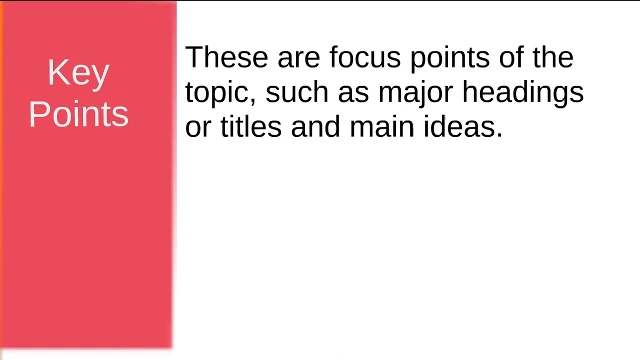 Key
Points
These are focus points of the
topic, such as major headings
or titles and main ideas.